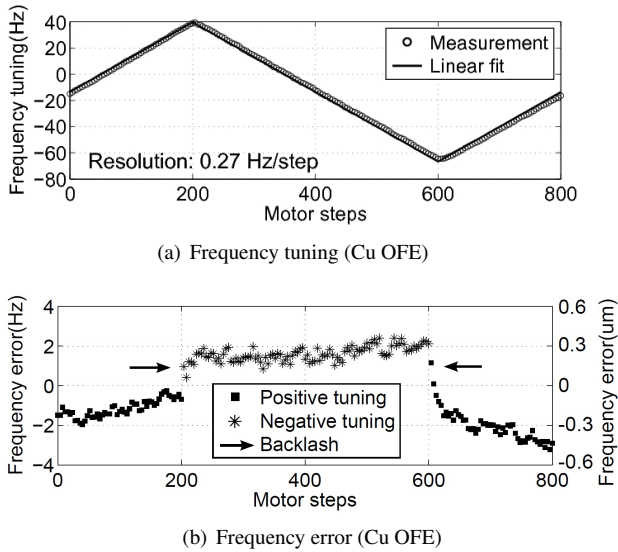 Frequency tuning(Hz)
40
20
0
−20
−40
−60
−80
Measurement
Linear fit
Resolution: 0.27 Hz/step
0 200 400 600 800
Motor steps
(a) Frequency tuning (Cu OFE)
Frequency error(Hz)
4
2
0
−2
−4
0.6
0.3
0
-0.3
-0.6
Frequency error(um)
Positive tuning
Negative tuning
Backlash
0 200 400 600 800
Motor steps
(b) Frequency error (Cu OFE)